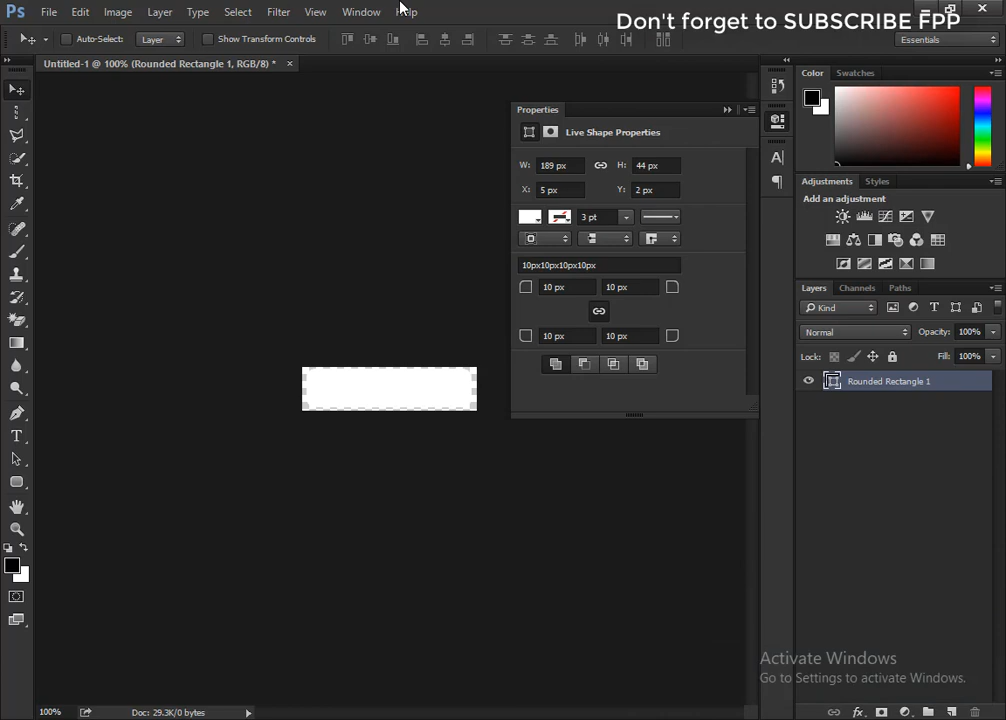 Ps File Edit Image Layer Type Select Filter View Window Help
Don't forget to SUBSCRIBE FPP
Auto-Select: Layer Show Transform Controls Essentials
Untitled-1 @ 100% (Rounded Rectangle 1, RGB/8) * ×
Properties
Live Shape Properties
W: 189 px H: 44 px
X: 5 px Y: 2 px
3 pt
10px10px10px10px
10 px 10 px
10 px 10 px
Color Swatches
Adjustments Styles
Add an adjustment
Layers Channels Paths
Kind
Normal Opacity: 100%
Lock: Fill: 100%
Rounded Rectangle 1
Activate Windows
Go to Settings to activate Windows.
100% Doc: 29.3K/0 bytes